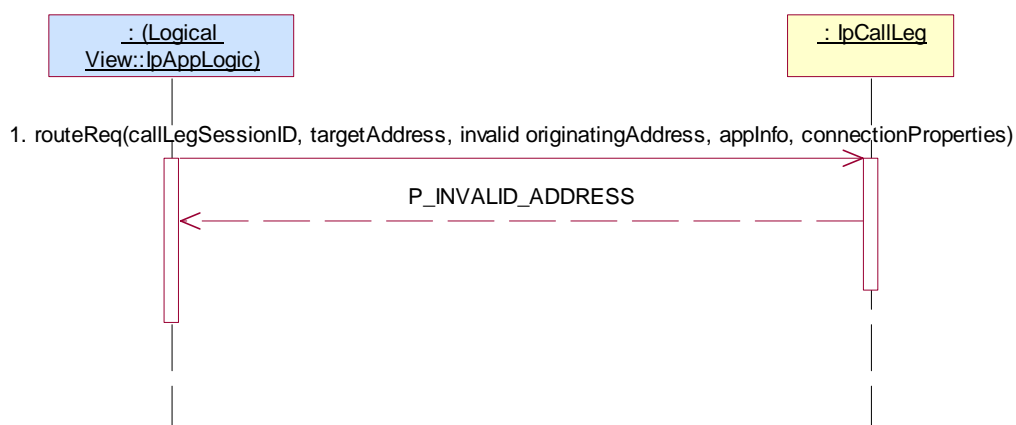 : (Logical
View::IpAppLogic)
: IpCallLeg
1. routeReq(callLegSessionID, targetAddress, invalid originatingAddress, appInfo, connectionProperties)
P_INVALID_ADDRESS